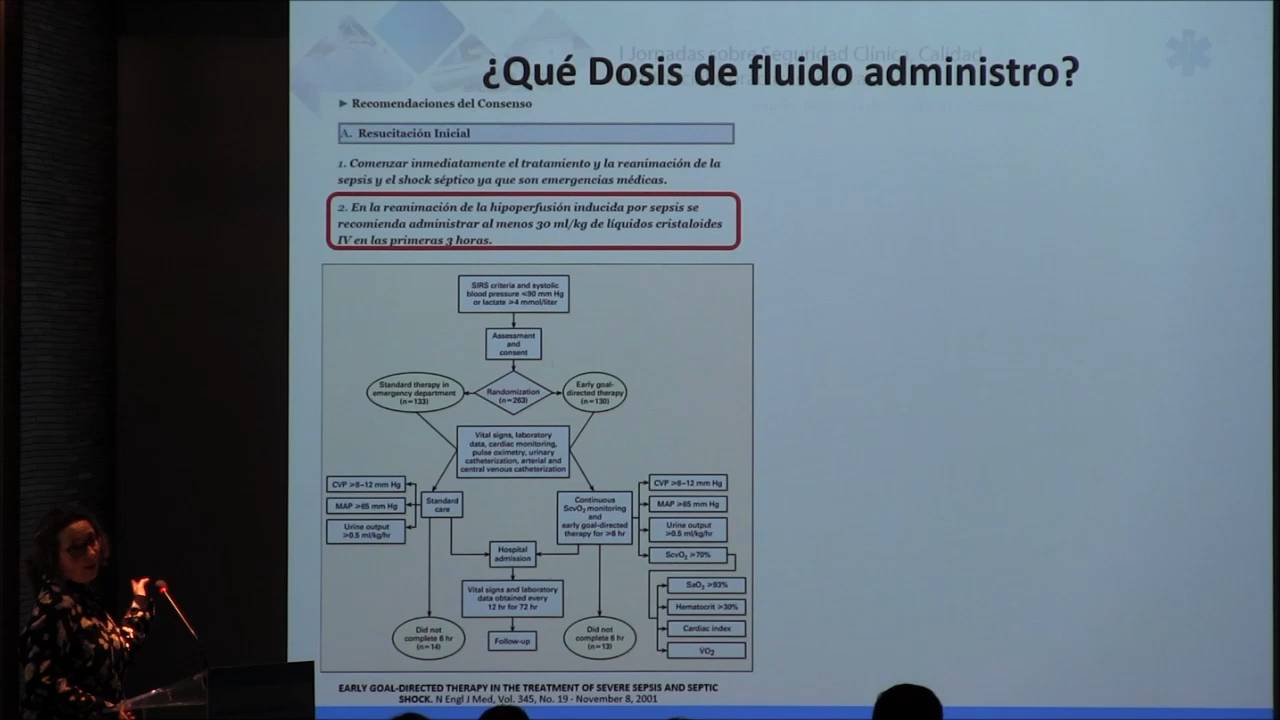 I Jornadas sobre Seguridad Clínica, Calidad
¿Qué Dosis de fluido administro?
► Recomendaciones del Consenso
A. Resucitación Inicial
1. Comenzar inmediatamente el tratamiento y la reanimación de la
sepsis y el shock séptico ya que son emergencias médicas.
2. En la reanimación de la hipoperfusión inducida por sepsis se
recomienda administrar al menos 30 ml/kg de líquidos cristaloides
IV en las primeras 3 horas.
SIRS criteria and systolic
blood pressure ≤90 mm Hg
or lactate ≥4 mmol/liter
Assessment
and
consent
Standard therapy in
emergency department
(n=133)
Randomization
(n=263)
Early goal-
directed therapy
(n=130)
Vital signs, laboratory
data, cardiac monitoring,
pulse oximetry, urinary
catheterization, arterial and
central venous catheterization
CVP ≥8–12 mm Hg
MAP ≥65 mm Hg
Urine output
≥0.5 ml/kg/hr
Standard
care
Continuous
ScvO2 monitoring
and
early goal-directed
therapy for ≥6 hr
CVP ≥8–12 mm Hg
MAP ≥65 mm Hg
Urine output
≥0.5 ml/kg/hr
ScvO2 ≥70%
SaO2 ≥93%
Hematocrit ≥30%
Cardiac index
VO2
Hospital
admission
Vital signs and laboratory
data obtained every
12 hr for 72 hr
Did not
complete 6 hr
(n=14)
Follow-up
Did not
complete 6 hr
(n=13)
EARLY GOAL-DIRECTED THERAPY IN THE TREATMENT OF SEVERE SEPSIS AND SEPTIC
SHOCK. N Engl J Med, Vol. 345, No. 19 - November 8, 2001